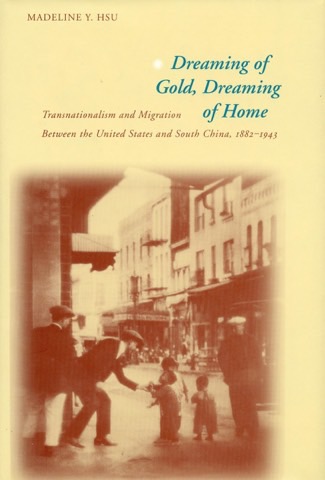 MADELINE Y. HSU
Dreaming of
Gold, Dreaming
of Home
Transnationalism and Migration
Between the United States and South China, 1882–1943